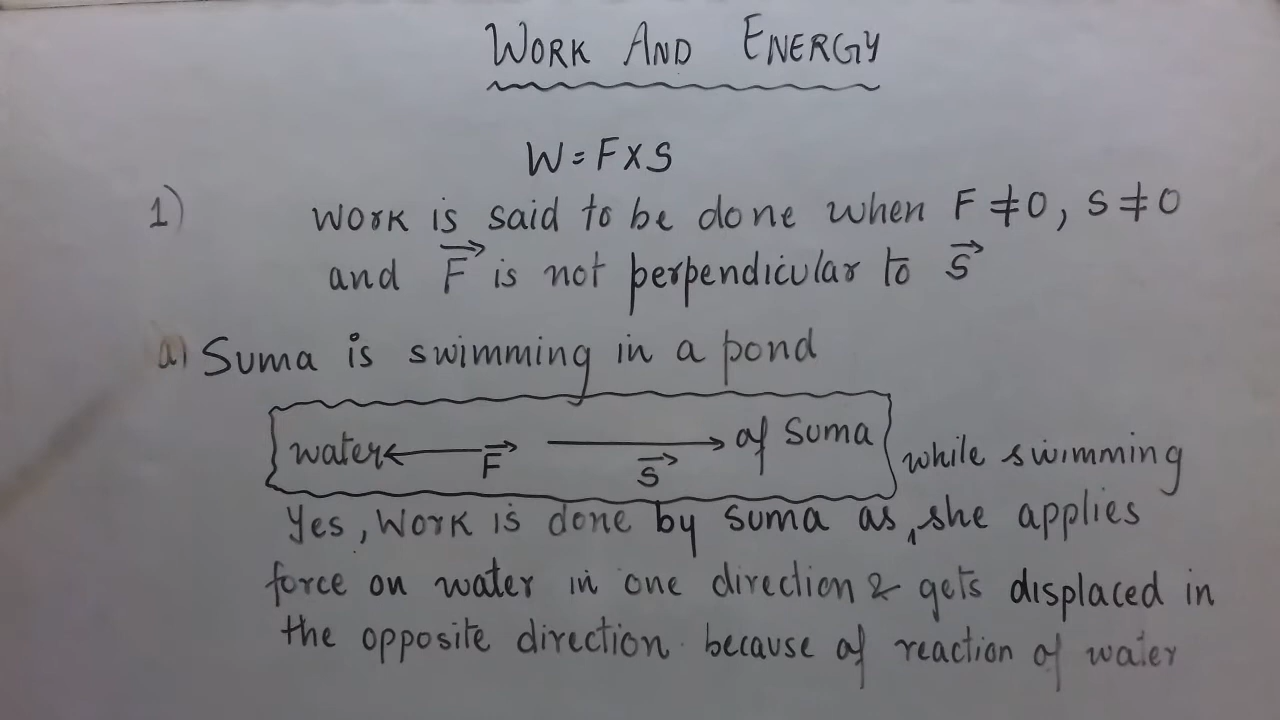 WORK AND ENERGY
W = F X S
1) Work is said to be done when F ≠ 0, S ≠ 0
and F⃗ is not perpendicular to S⃗
a) Suma is swimming in a pond
water ← F⃗ → S⃗ of Suma
while swimming
Yes, Work is done by Suma as, she applies
force on water in one direction & gets displaced in
the opposite direction because of reaction of water